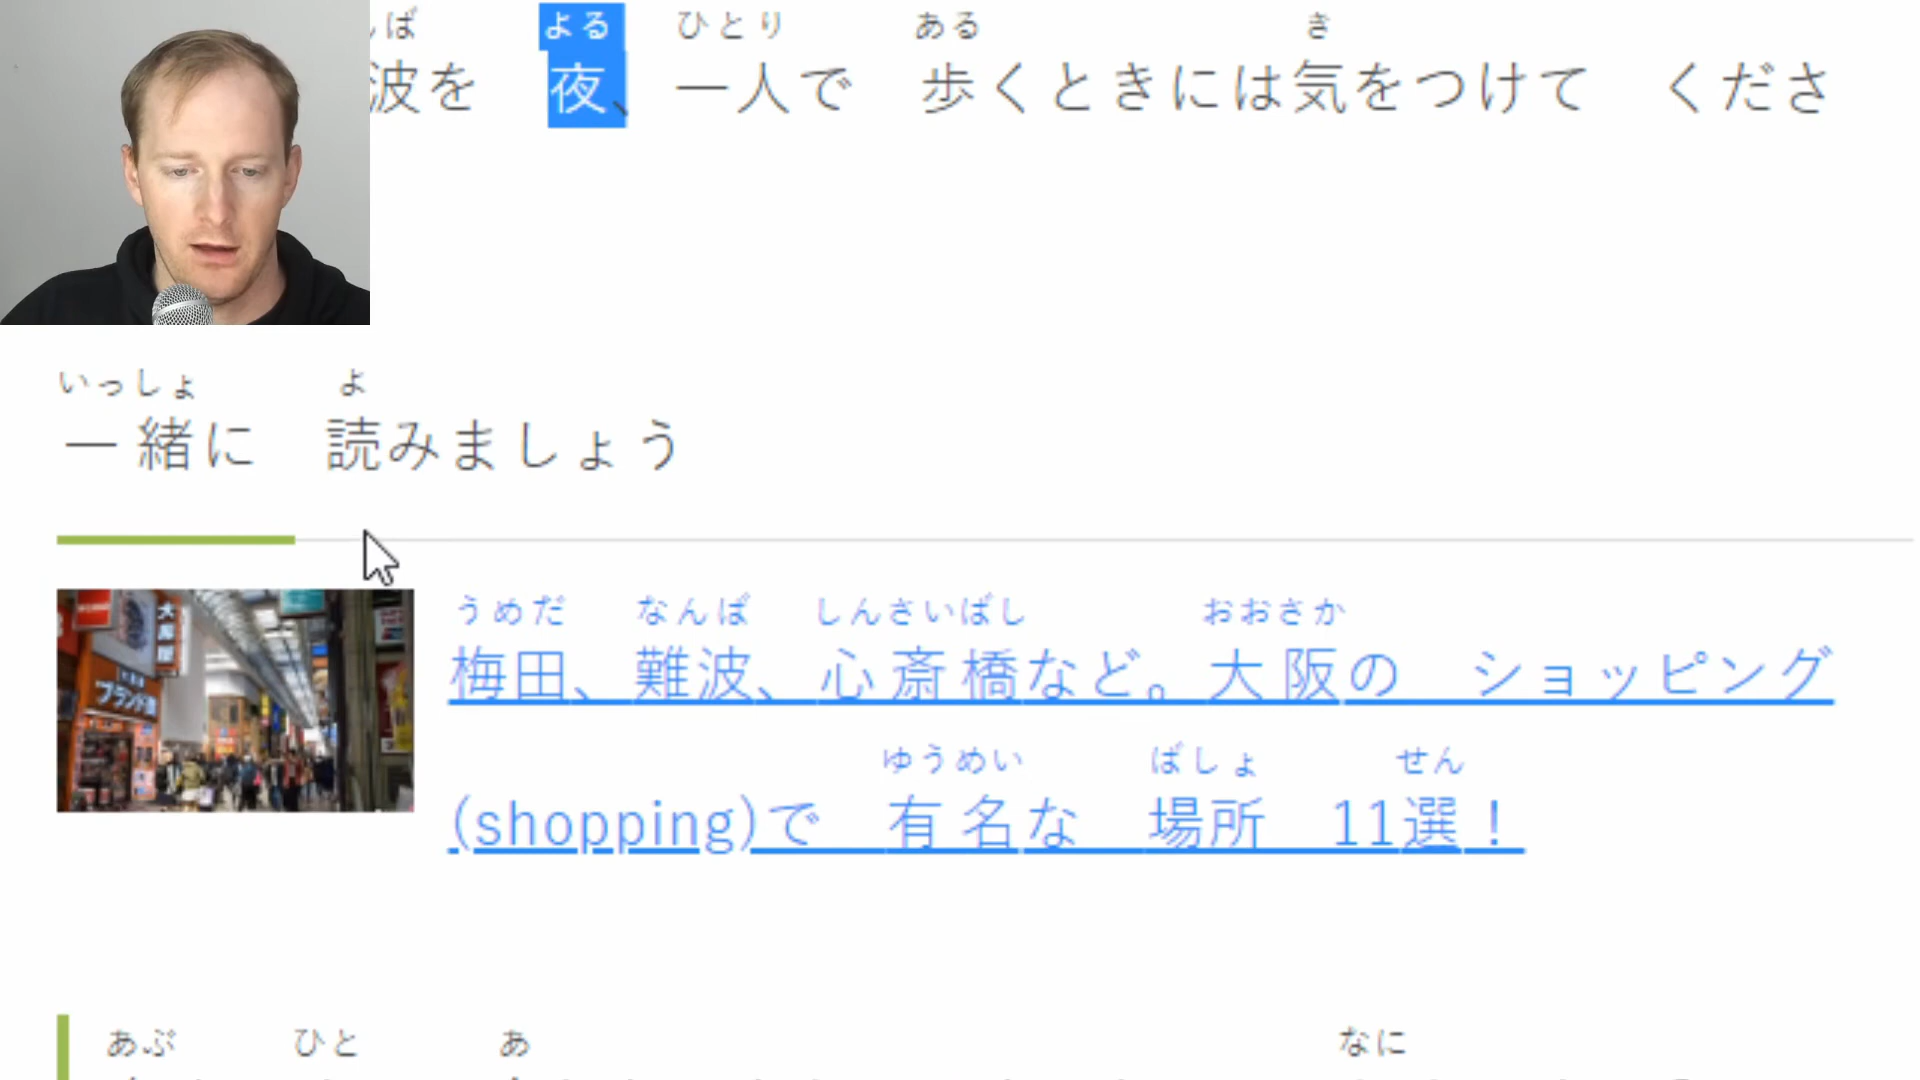 ば よる ひとり ある き
波を 夜、一人で 歩くときには気をつけて くださ
いっしょ よ
一緒に 読みましょう
うめだ なんば しんさいばし おおさか
梅田、難波、心斎橋など。大阪の ショッピング
ゆうめい ばしょ せん
(shopping)で 有名な 場所 11選！
あぶ ひと あ なに